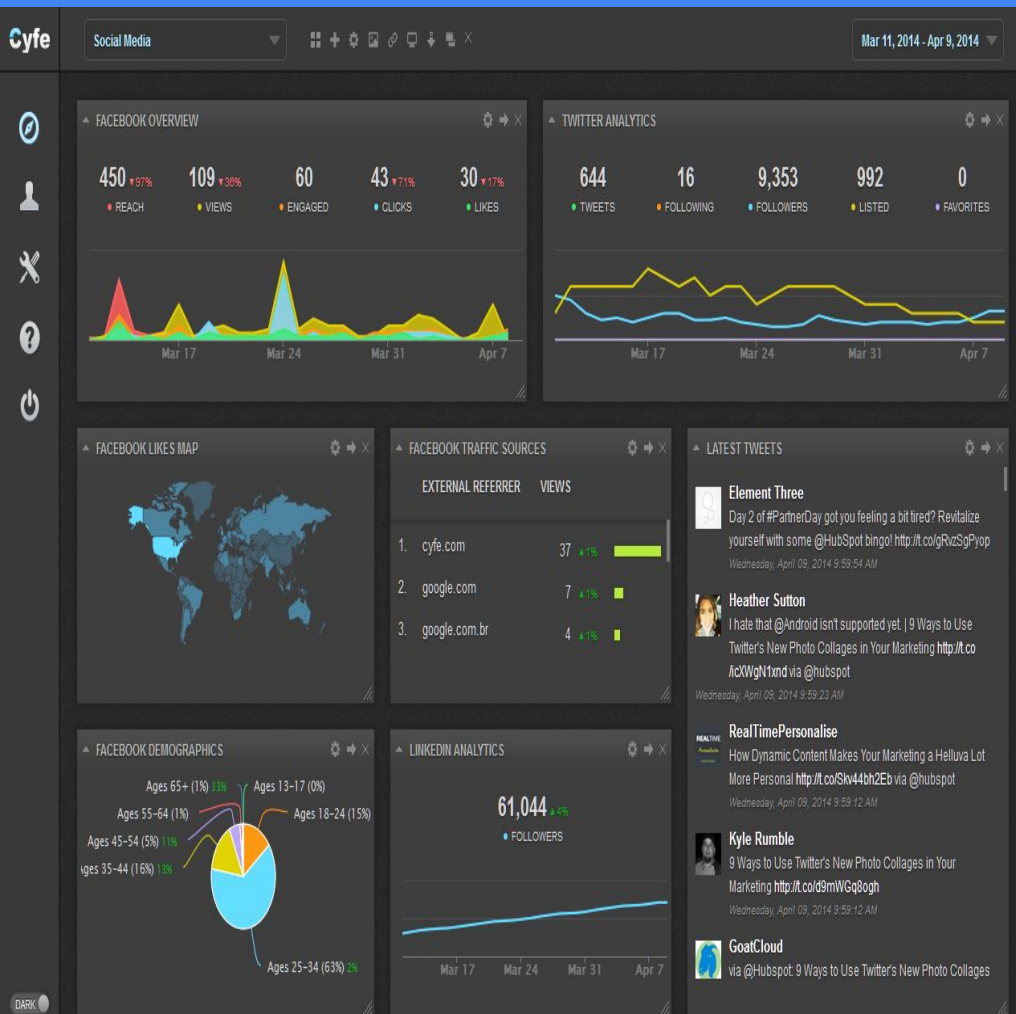 Cyfe
Social Media
Mar 11, 2014 - Apr 9, 2014
FACEBOOK OVERVIEW
450 ▼97%
109 ▼36%
60
43 ▼71%
30 ▼17%
REACH
VIEWS
ENGAGED
CLICKS
LIKES
Mar 17
Mar 24
Mar 31
Apr 7
TWITTER ANALYTICS
644
16
9,353
992
0
TWEETS
FOLLOWING
FOLLOWERS
LISTED
FAVORITES
Mar 17
Mar 24
Mar 31
Apr 7
FACEBOOK LIKES MAP
FACEBOOK TRAFFIC SOURCES
EXTERNAL REFERRER VIEWS
1. cyfe.com 37 ▲1%
2. google.com 7 ▲1%
3. google.com.br 4 ▲1%
LATEST TWEETS
Element Three
Day 2 of #PartnerDay got you feeling a bit tired? Revitalize
yourself with some @HubSpot bingo! http://t.co/gRvzSgPyop
Wednesday, April 09, 2014 9:59:54 AM
Heather Sutton
I hate that @Android isn't supported yet. | 9 Ways to Use
Twitter's New Photo Collages in Your Marketing http://t.co
/icXWgN1xnd via @hubspot
Wednesday, April 09, 2014 9:59:23 AM
REALTIME
RealTimePersonalise
How Dynamic Content Makes Your Marketing a Helluva Lot
More Personal http://t.co/Skv44bh2Eb via @hubspot
Wednesday, April 09, 2014 9:59:12 AM
Kyle Rumble
9 Ways to Use Twitter's New Photo Collages in Your
Marketing http://t.co/d9mWGq8ogh
Wednesday, April 09, 2014 9:59:12 AM
GoatCloud
via @Hubspot: 9 Ways to Use Twitter's New Photo Collages
FACEBOOK DEMOGRAPHICS
Ages 65+ (1%) 33%
Ages 13-17 (0%)
Ages 55-64 (1%)
Ages 18-24 (15%)
Ages 45-54 (5%) 11%
Ages 35-44 (16%) 13%
Ages 25-34 (63%) 2%
LINKEDIN ANALYTICS
61,044 ▲4%
FOLLOWERS
Mar 17
Mar 24
Mar 31
Apr 7
DARK